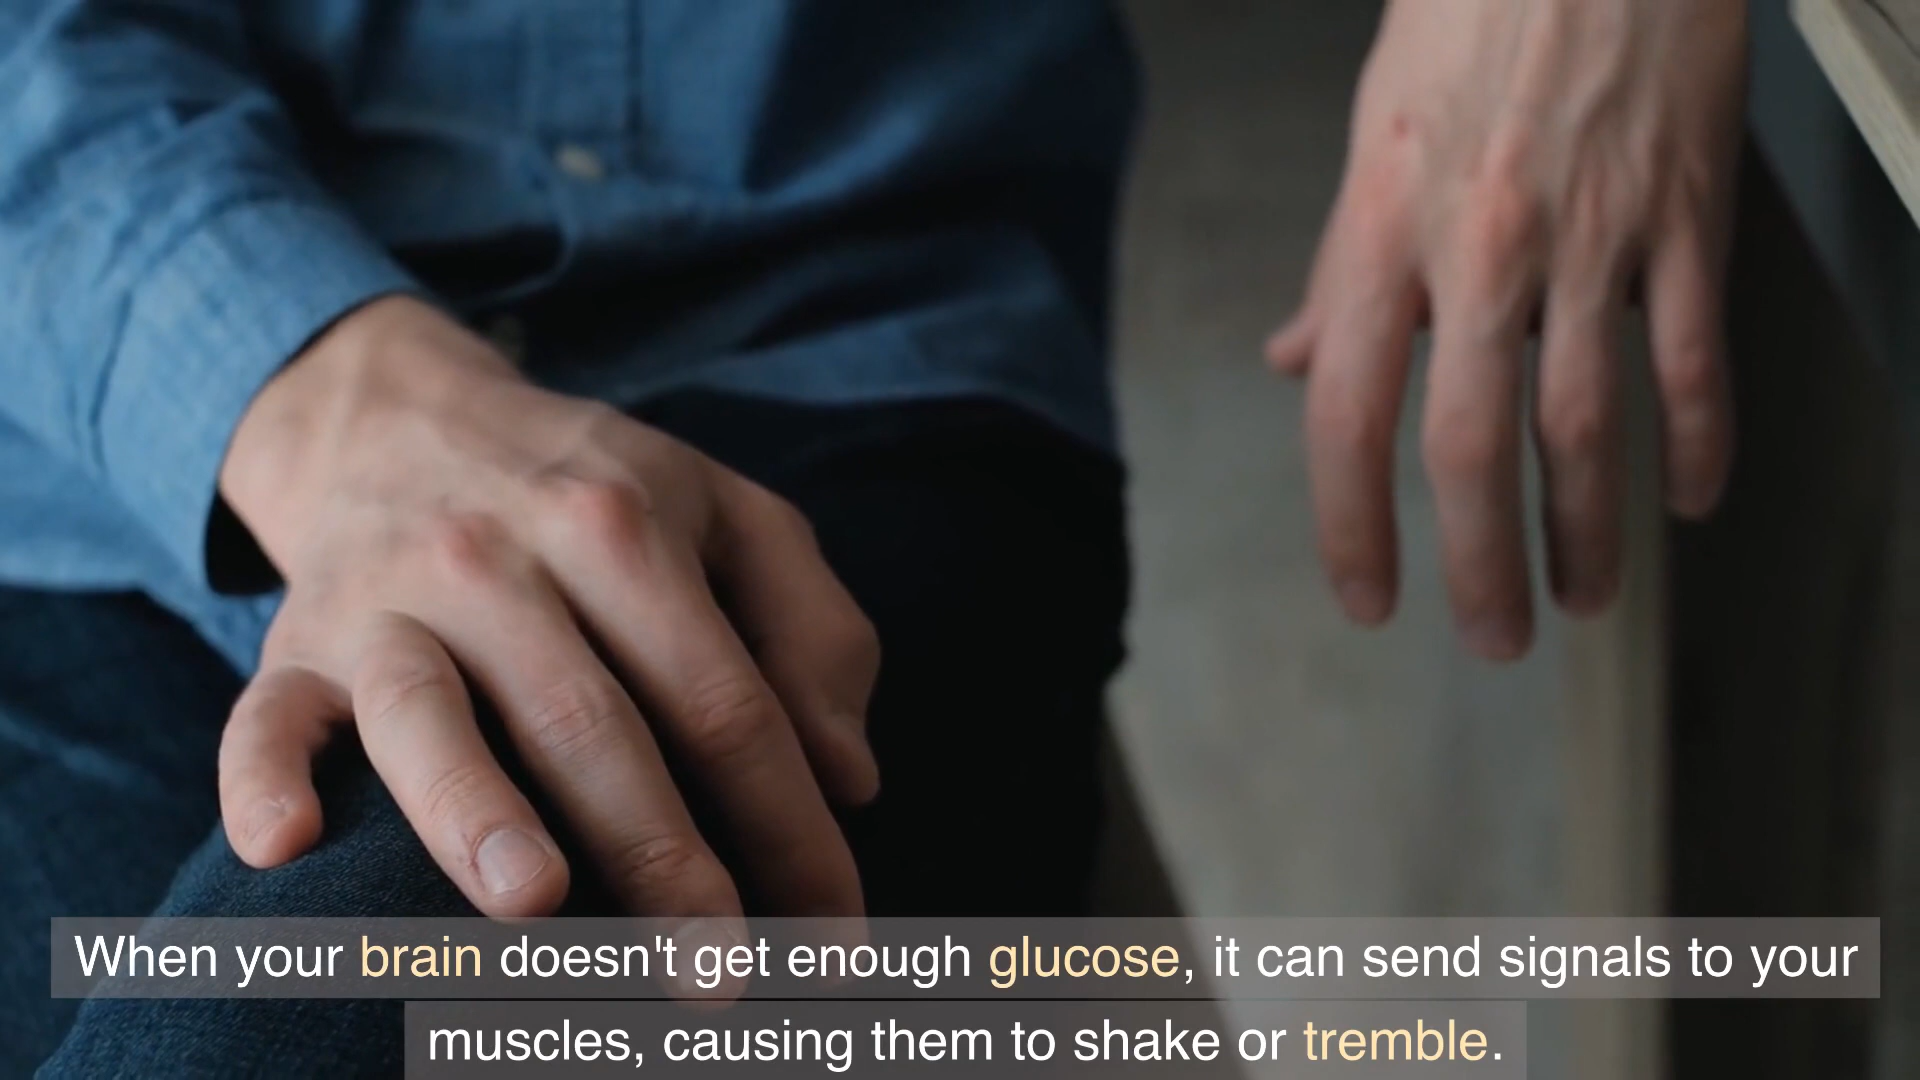 When your brain doesn't get enough glucose, it can send signals to your
muscles, causing them to shake or tremble.